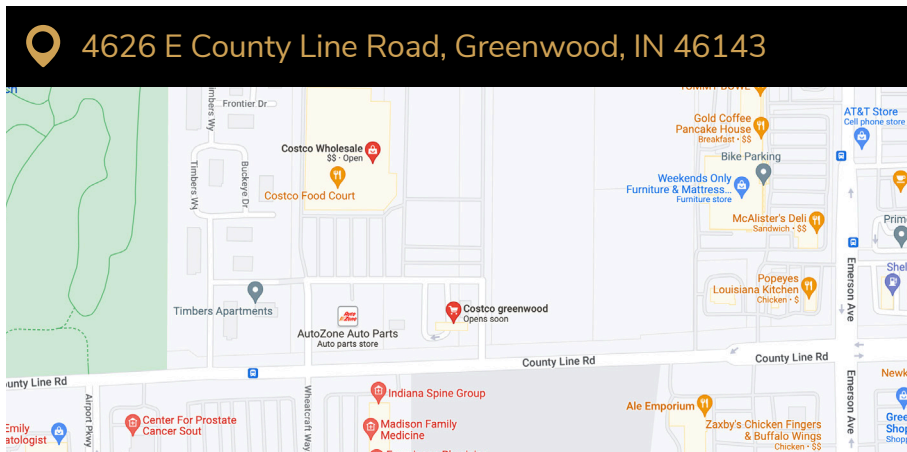 4626 E County Line Road, Greenwood, IN 46143
Frontier Dr
Timbers Wy
Buckeye Dr
Costco Wholesale
$$ · Open
Costco Food Court
Gold Coffee
Pancake House
Breakfast · $$
AT&T Store
Cell phone store
Bike Parking
Weekends Only
Furniture & Mattress...
Furniture store
McAlister's Deli
Sandwich · $$
Popeyes
Louisiana Kitchen
Chicken · $
Emerson Ave
Timbers Apartments
Auto
Zone
AutoZone Auto Parts
Auto parts store
Costco greenwood
Opens soon
County Line Rd
County Line Rd
County Line Rd
Airport Pkwy
Wheatcraft Way
Emerson Ave
Indiana Spine Group
Center For Prostate
Cancer Sout
Madison Family
Medicine
Ale Emporium
Zaxby's Chicken Fingers
& Buffalo Wings
Chicken · $$